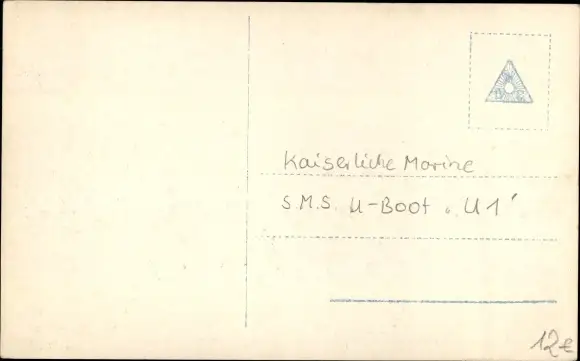 Kaiserliche Marine
S.M.S. U-Boot „U1"
12€